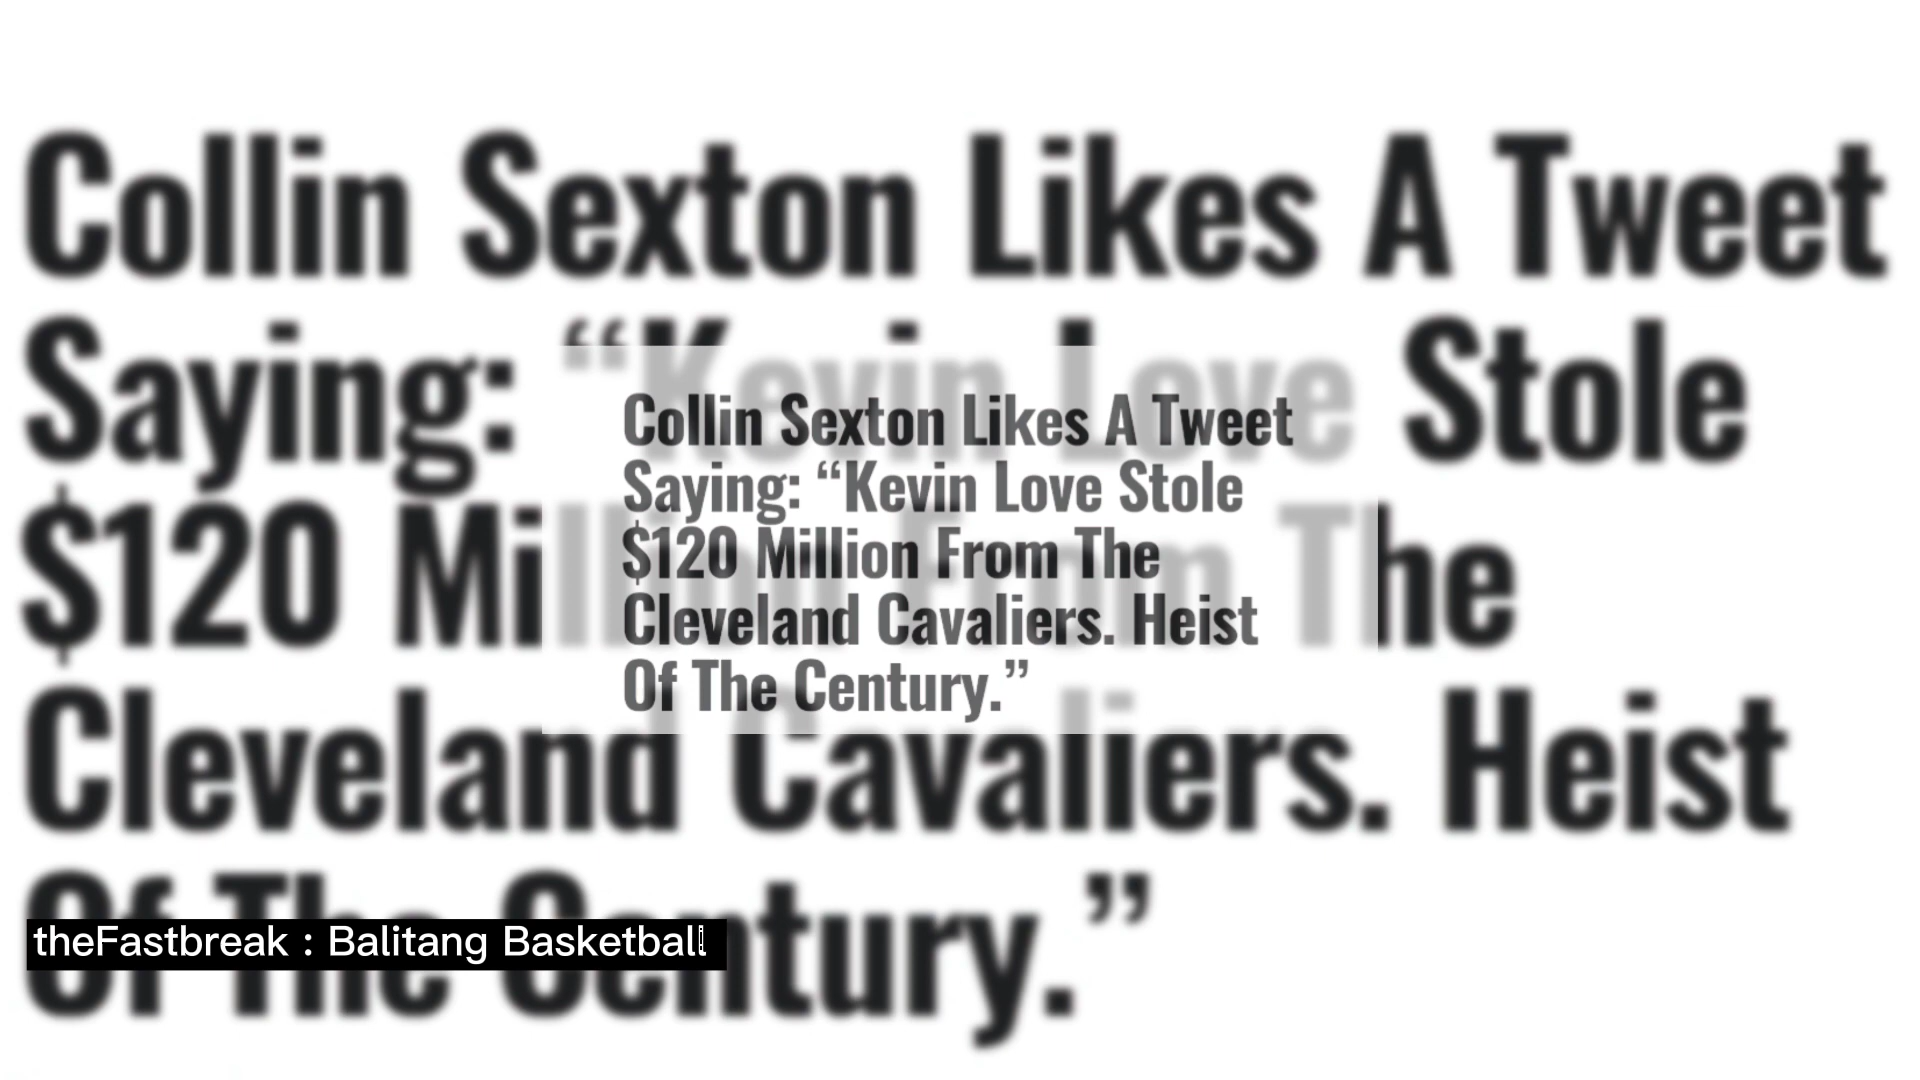 Collin Sexton Likes A Tweet
Saying: “Kevin Love Stole
$120 Million From The
Cleveland Cavaliers. Heist
Of The Century.”
Collin Sexton Likes A Tweet
Saying: “Kevin Love Stole
$120 Million From The
Cleveland Cavaliers. Heist
Of The Century.”
theFastbreak : Balitang Basketball